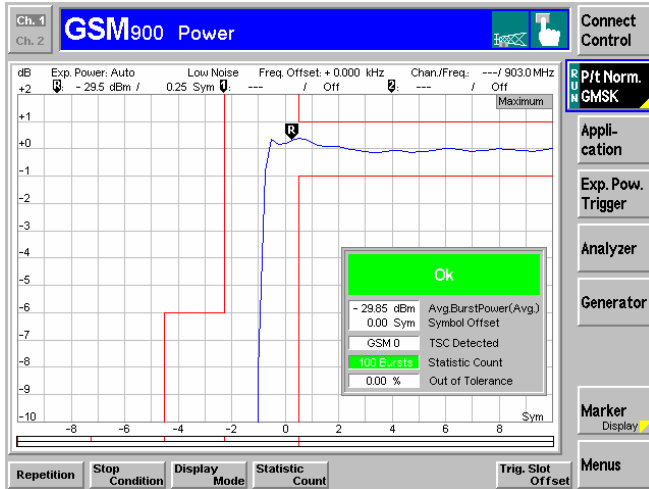 Ch. 1
Ch. 2
GSM900 Power
Connect Control
dB Exp. Power: Auto Low Noise Freq. Offset: + 0.000 kHz Chan./Freq.: ---/ 903.0 MHz
+2 R: - 29.5 dBm / 0.25 Sym 1: --- / Off 2: --- / Off
Maximum
RUN
P/t Norm. GMSK
+1
R
Appli-
cation
+0
-1
Exp. Pow. Trigger
-2
-3
Analyzer
-4
Ok
-5
Generator
- 29.85 dBm Avg.BurstPower(Avg.)
-6
0.00 Sym Symbol Offset
GSM 0 TSC Detected
-7
100 Bursts Statistic Count
-8
0.00 % Out of Tolerance
-9
Marker
Display
-10
Sym
-8 -6 -4 -2 0 2 4 6 8
Repetition
Stop Condition
Display Mode
Statistic Count
Trig. Slot Offset
Menus